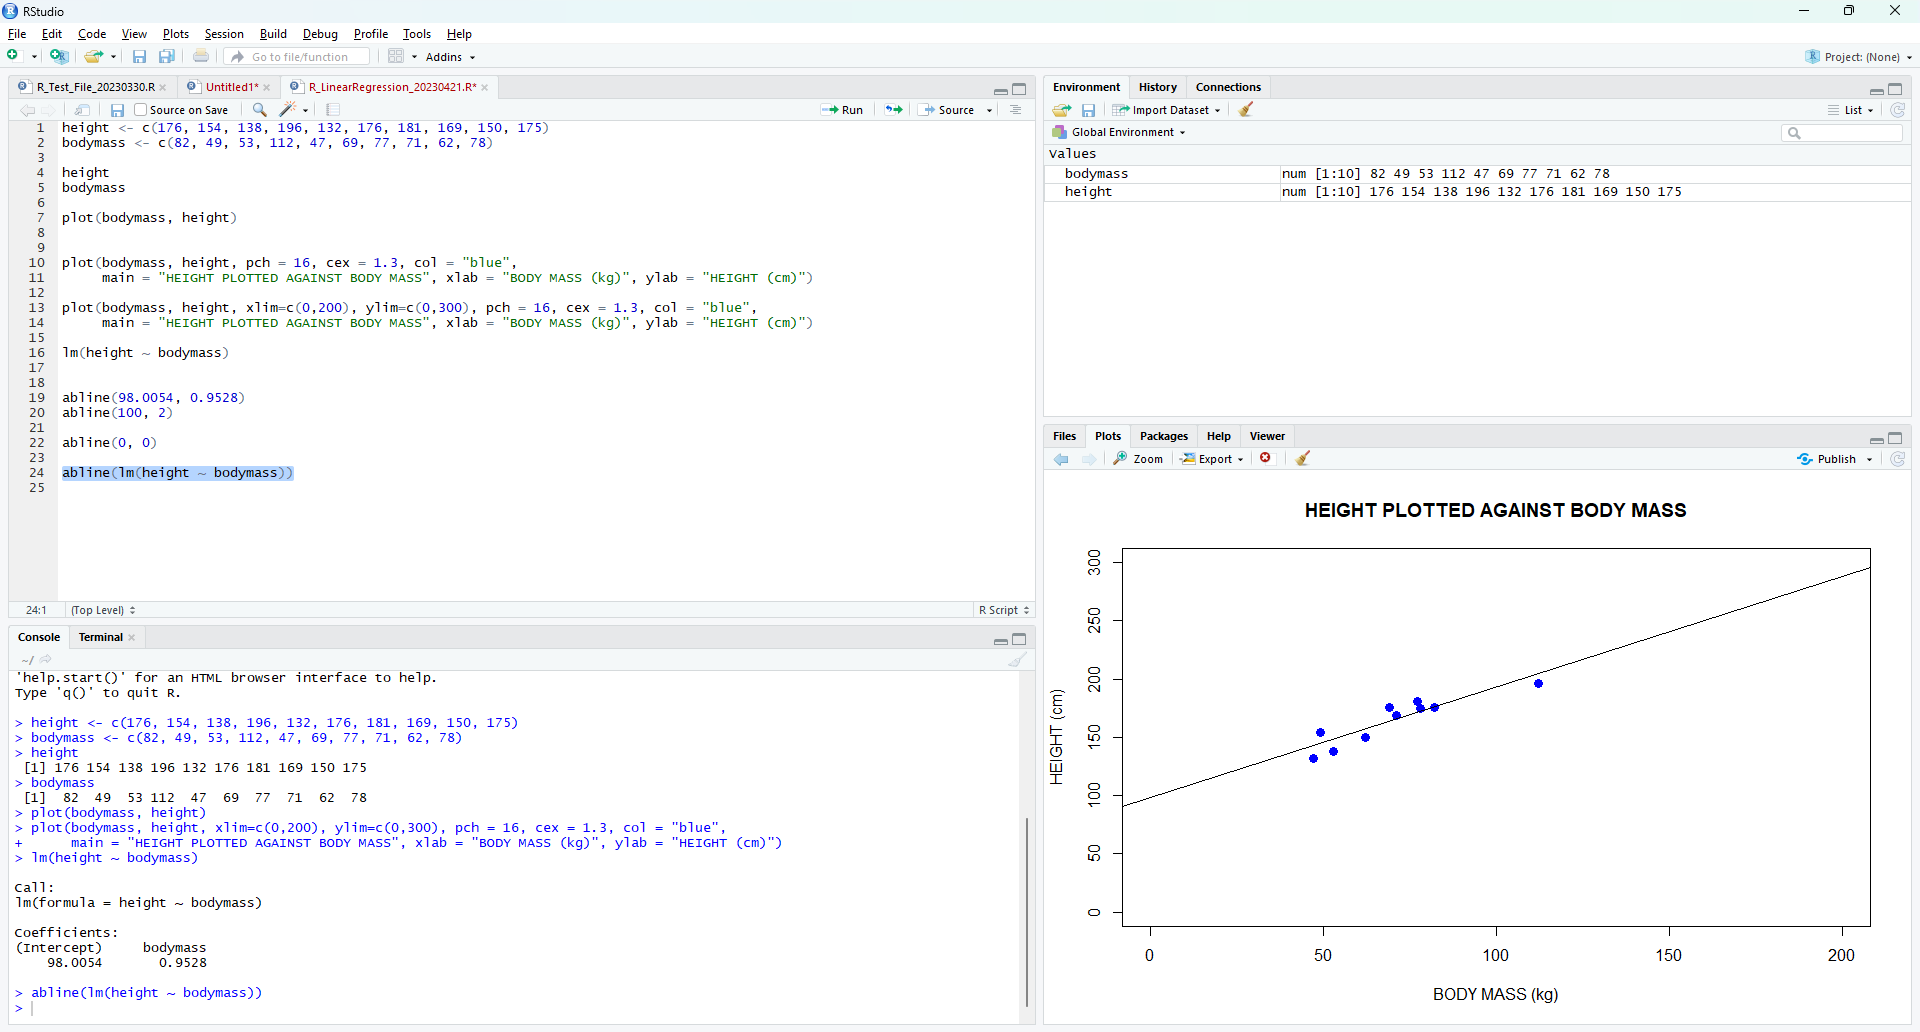 RStudio
File Edit Code View Plots Session Build Debug Profile Tools Help
Go to file/function Addins Project: (None)
R_Test_File_20230330.R Untitled1* R_LinearRegression_20230421.R*
Source on Save Run Source
1 height <- c(176, 154, 138, 196, 132, 176, 181, 169, 150, 175)
2 bodymass <- c(82, 49, 53, 112, 47, 69, 77, 71, 62, 78)
3
4 height
5 bodymass
6
7 plot(bodymass, height)
8
9
10 plot(bodymass, height, pch = 16, cex = 1.3, col = "blue",
11 main = "HEIGHT PLOTTED AGAINST BODY MASS", xlab = "BODY MASS (kg)", ylab = "HEIGHT (cm)")
12
13 plot(bodymass, height, xlim=c(0,200), ylim=c(0,300), pch = 16, cex = 1.3, col = "blue",
14 main = "HEIGHT PLOTTED AGAINST BODY MASS", xlab = "BODY MASS (kg)", ylab = "HEIGHT (cm)")
15
16 lm(height ~ bodymass)
17
18
19 abline(98.0054, 0.9528)
20 abline(100, 2)
21
22 abline(0, 0)
23
24 abline(lm(height ~ bodymass))
25
24:1 (Top Level) R Script
Console Terminal
~/
'help.start()' for an HTML browser interface to help.
Type 'q()' to quit R.
> height <- c(176, 154, 138, 196, 132, 176, 181, 169, 150, 175)
> bodymass <- c(82, 49, 53, 112, 47, 69, 77, 71, 62, 78)
> height
[1] 176 154 138 196 132 176 181 169 150 175
> bodymass
[1] 82 49 53 112 47 69 77 71 62 78
> plot(bodymass, height)
> plot(bodymass, height, xlim=c(0,200), ylim=c(0,300), pch = 16, cex = 1.3, col = "blue",
+ main = "HEIGHT PLOTTED AGAINST BODY MASS", xlab = "BODY MASS (kg)", ylab = "HEIGHT (cm)")
> lm(height ~ bodymass)
Call:
lm(formula = height ~ bodymass)
Coefficients:
(Intercept) bodymass
98.0054 0.9528
> abline(lm(height ~ bodymass))
>
Environment History Connections
Import Dataset List
Global Environment
Values
bodymass num [1:10] 82 49 53 112 47 69 77 71 62 78
height num [1:10] 176 154 138 196 132 176 181 169 150 175
Files Plots Packages Help Viewer
Zoom Export Publish
HEIGHT PLOTTED AGAINST BODY MASS
HEIGHT (cm)
300
250
200
150
100
50
0
0 50 100 150 200
BODY MASS (kg)